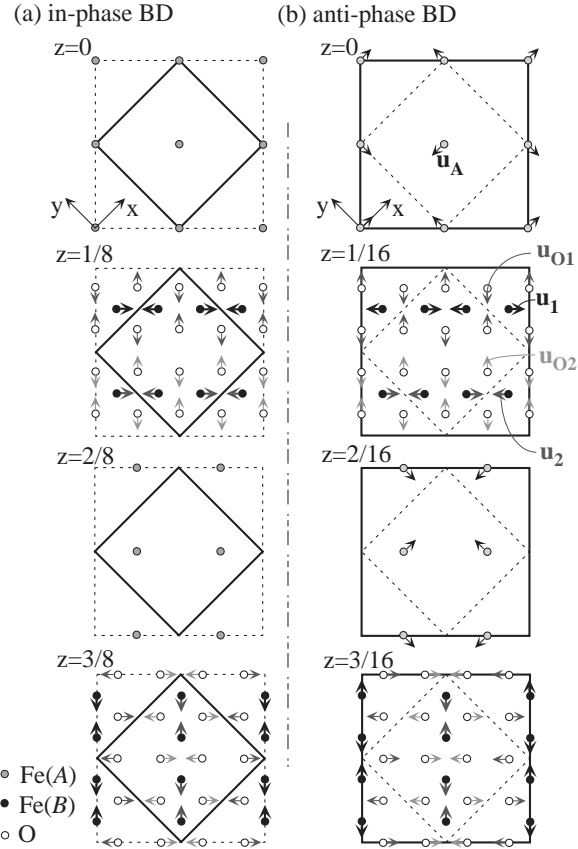 (a) in-phase BD
(b) anti-phase BD
z=0
y
x
z=1/8
z=2/8
z=3/8
Fe(A)
Fe(B)
O
z=0
u_A
y
x
z=1/16
u_O1
u_1
u_O2
u_2
z=2/16
z=3/16